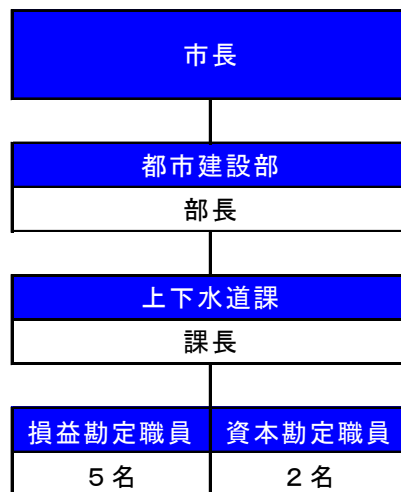 市長
都市建設部
部長
上下水道課
課長
損益勘定職員 資本勘定職員
５名 ２名